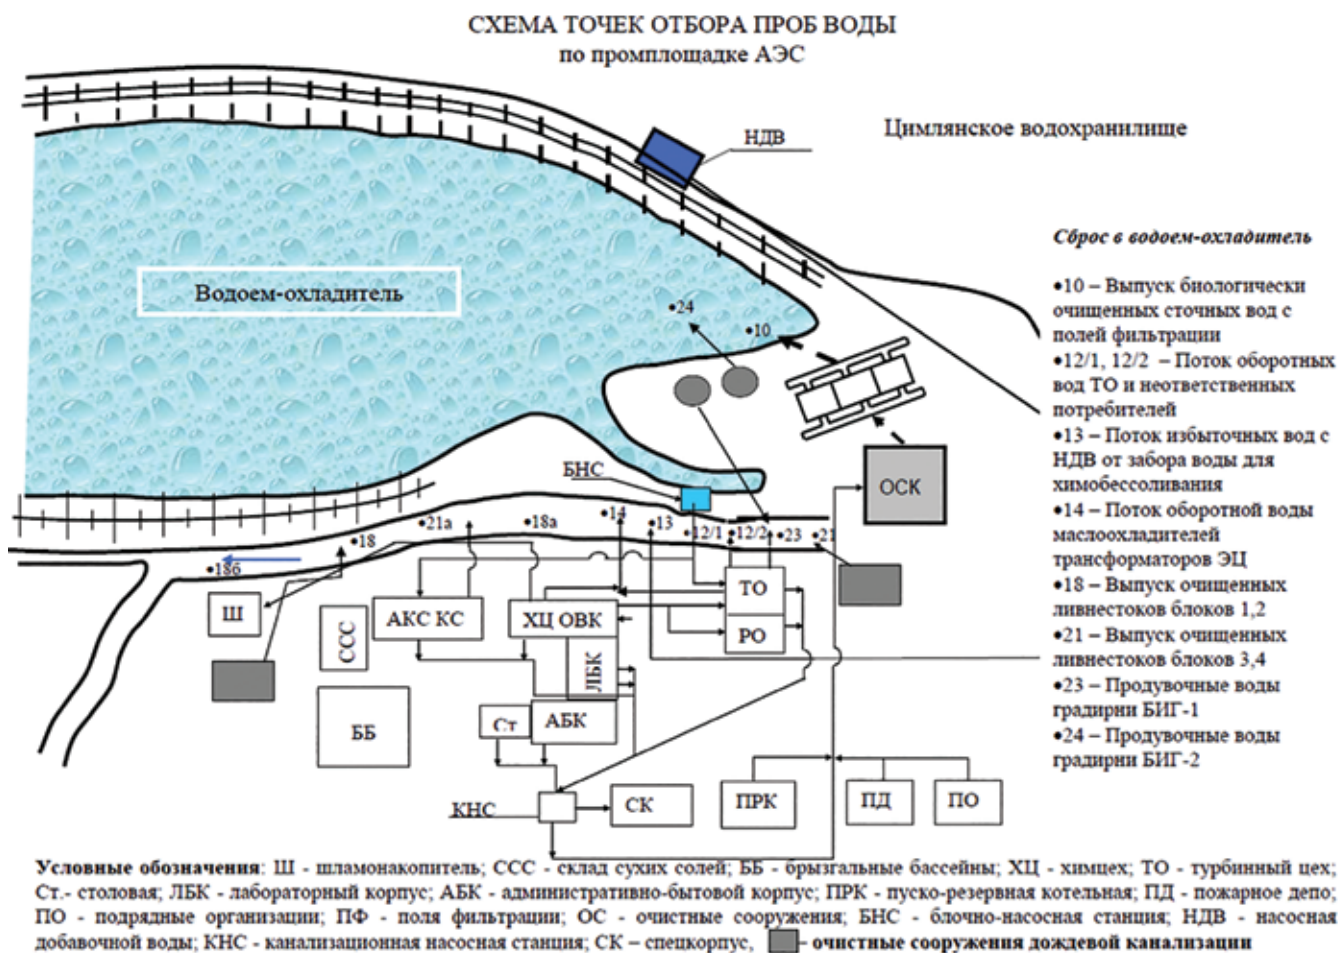 СХЕМА ТОЧЕК ОТБОРА ПРОБ ВОДЫ
по промплощадке АЭС
НДВ
Цимлянское водохранилище
Водоем-охладитель
•24
•10
БНС
ОСК
•14
•21а
•18а
•13
•12/1
•12/2
•23
•21
•18
•18б
Ш
ССС
АКС КС
ХЦ ОВК
ЛБК
ТО
РО
ББ
Ст
АБК
КНС
СК
ПРК
ПД
ПО
Сброс в водоем-охладитель
•10 – Выпуск биологически
очищенных сточных вод с
полей фильтрации
•12/1, 12/2 – Поток оборотных
вод ТО и неответственных
потребителей
•13 – Поток избыточных вод с
НДВ от забора воды для
химобессоливания
•14 – Поток оборотной воды
маслоохладителей
трансформаторов ЭЦ
•18 – Выпуск очищенных
ливнестоков блоков 1,2
•21 – Выпуск очищенных
ливнестоков блоков 3,4
•23 – Продувочные воды
градирни БИГ-1
•24 – Продувочные воды
градирни БИГ-2
Условные обозначения: Ш - шламонакопитель; ССС - склад сухих солей; ББ - брызгальные бассейны; ХЦ - химцех; ТО - турбинный цех;
Ст.- столовая; ЛБК - лабораторный корпус; АБК - административно-бытовой корпус; ПРК - пуско-резервная котельная; ПД - пожарное депо;
ПО - подрядные организации; ПФ - поля фильтрации; ОС - очистные сооружения; БНС - блочно-насосная станция; НДВ - насосная
добавочной воды; КНС - канализационная насосная станция; СК – спецкорпус, - очистные сооружения дождевой канализации